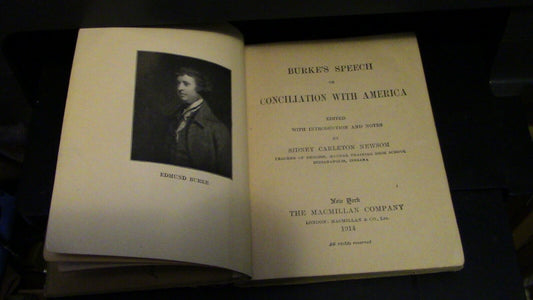 EDMUND BURKE
BURKE'S SPEECH
ON
CONCILIATION WITH AMERICA
EDITED
WITH INTRODUCTION AND NOTES
BY
SIDNEY CARLETON NEWSOM
TEACHER OF ENGLISH, MANUAL TRAINING HIGH SCHOOL
INDIANAPOLIS, INDIANA
New York
THE MACMILLAN COMPANY
LONDON: MACMILLAN & CO., Ltd.
1914
All rights reserved